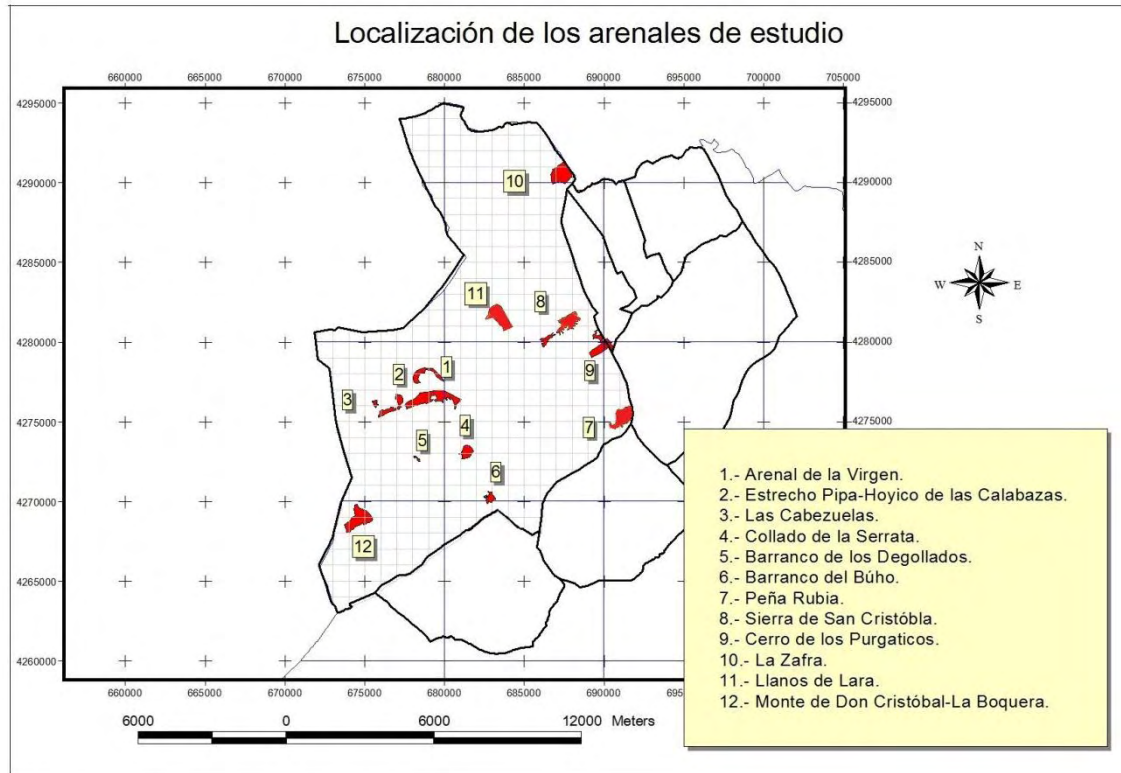 Localización de los arenales de estudio
660000 665000 670000 675000 680000 685000 690000 695000 700000 705000
4295000 4295000
10
4290000 4290000
4285000 4285000
N
W E
S
11 8
4280000 4280000
1
2 9
3
4275000 4275000
4 7
5
6
4270000
12
4265000
4260000
660000 665000 670000 675000 680000 685000 690000 695
6000 0 6000 12000 Meters
1.- Arenal de la Virgen.
2.- Estrecho Pipa-Hoyico de las Calabazas.
3.- Las Cabezuelas.
4.- Collado de la Serrata.
5.- Barranco de los Degollados.
6.- Barranco del Búho.
7.- Peña Rubia.
8.- Sierra de San Cristóbla.
9.- Cerro de los Purgaticos.
10.- La Zafra.
11.- Llanos de Lara.
12.- Monte de Don Cristóbal-La Boquera.